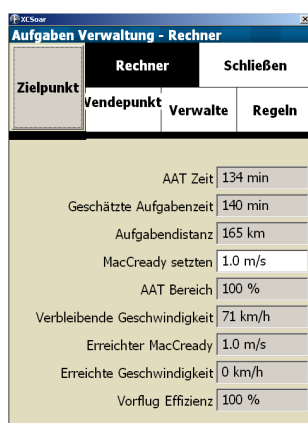 XCSoar
Aufgaben Verwaltung - Rechner
Zielpunkt
Rechner
Schließen
Wendepunkt
Verwalte
Regeln
AAT Zeit 134 min
Geschätzte Aufgabenzeit 140 min
Aufgabendistanz 165 km
MacCready setzten 1.0 m/s
AAT Bereich 100 %
Verbleibende Geschwindigkeit 71 km/h
Erreichter MacCready 1.0 m/s
Erreichte Geschwindigkeit 0 km/h
Vorflug Effizienz 100 %